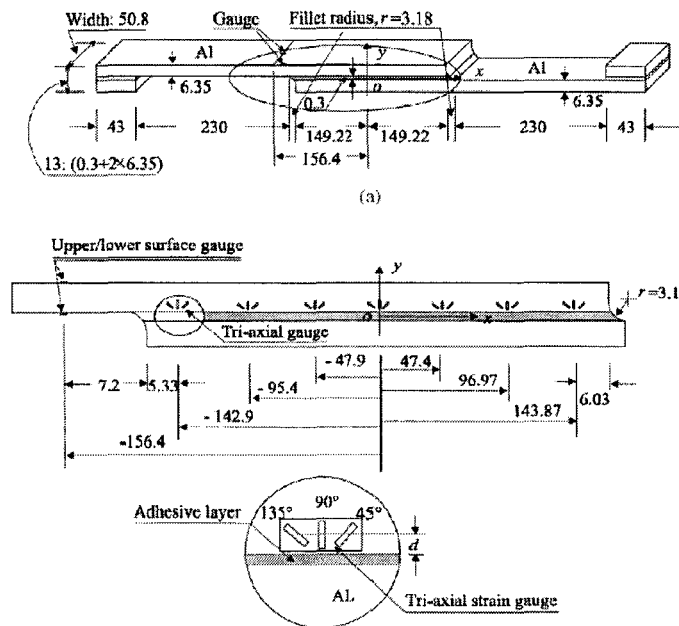 Width: 50.8
Gauge
Fillet radius, r=3.18
Al
y
Al
x
6.35
o
0.3
6.35
43
230
149.22
149.22
230
43
156.4
13: (0.3+2×6.35)
(a)
Upper/lower surface gauge
y
r=3.1
o
x
Tri-axial gauge
- 47.9
47.4
7.2
5.33
- 95.4
96.97
6.03
- 142.9
143.87
-156.4
90°
135°
45°
Adhesive layer
d
AL
Tri-axial strain gauge